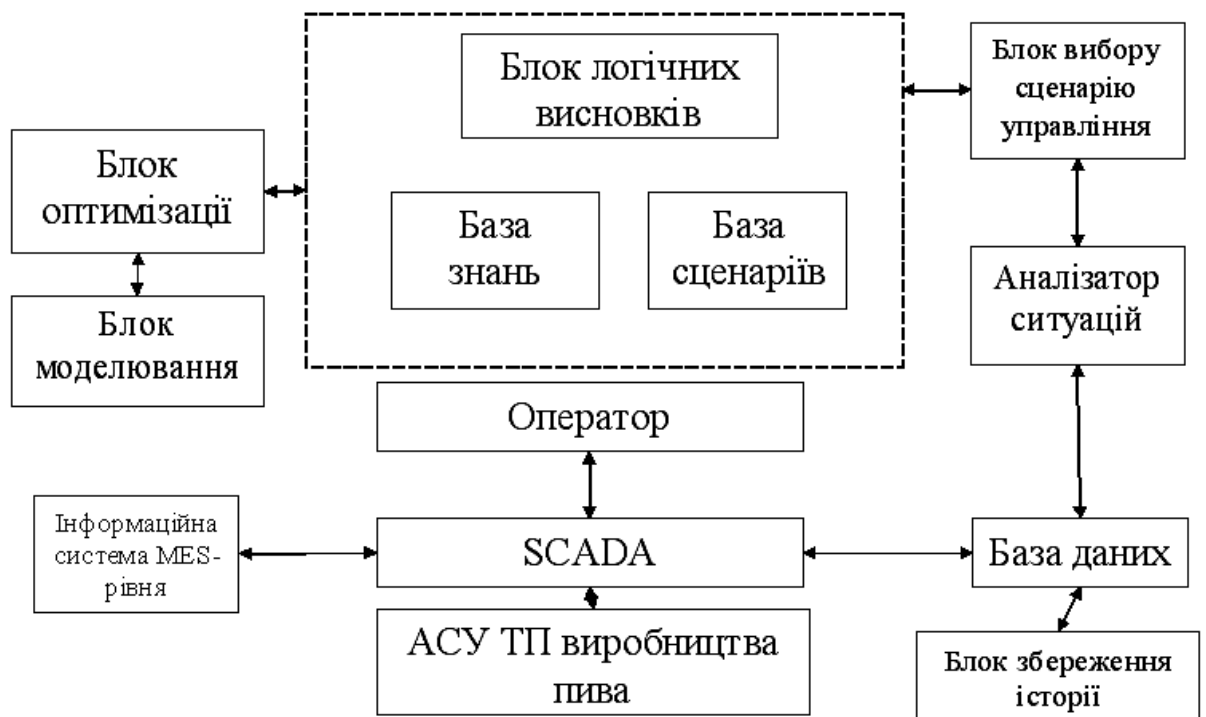 Блок логічних
висновків
Блок вибору
сценарію
управління
Блок
оптимізації
База
знань
База
сценаріїв
Аналізатор
ситуацій
Блок
моделювання
Оператор
Інформаційна
система MES-
рівня
SCADA
База даних
АСУ ТП виробництва
пива
Блок збереження
історії